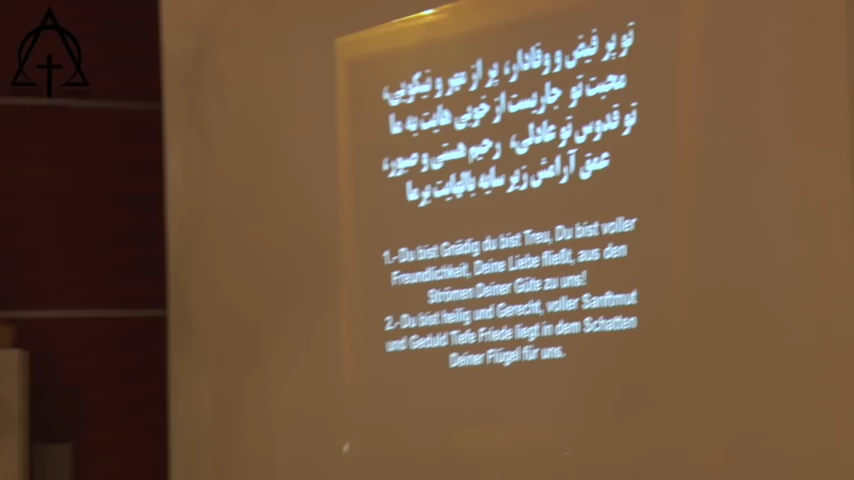 تو پر فیض و وفادار، پر از مهر و نیکویی،
محبت تو جاریست از خوبی هایت به ما
تو قدوس تو عادلی، رحیم هستی و صبور،
عمق آرامش زیر سایه بالهایت بر ما
1.-Du bist Gnädig du bist Treu, Du bist voller
Freundlichkeit, Deine Liebe fließt, aus den
Strömen Deiner Güte zu uns!
2.-Du bist heilig und Gerecht, voller Sanftmut
und Geduld Tiefe Friede liegt in dem Schatten
Deiner Flügel für uns.